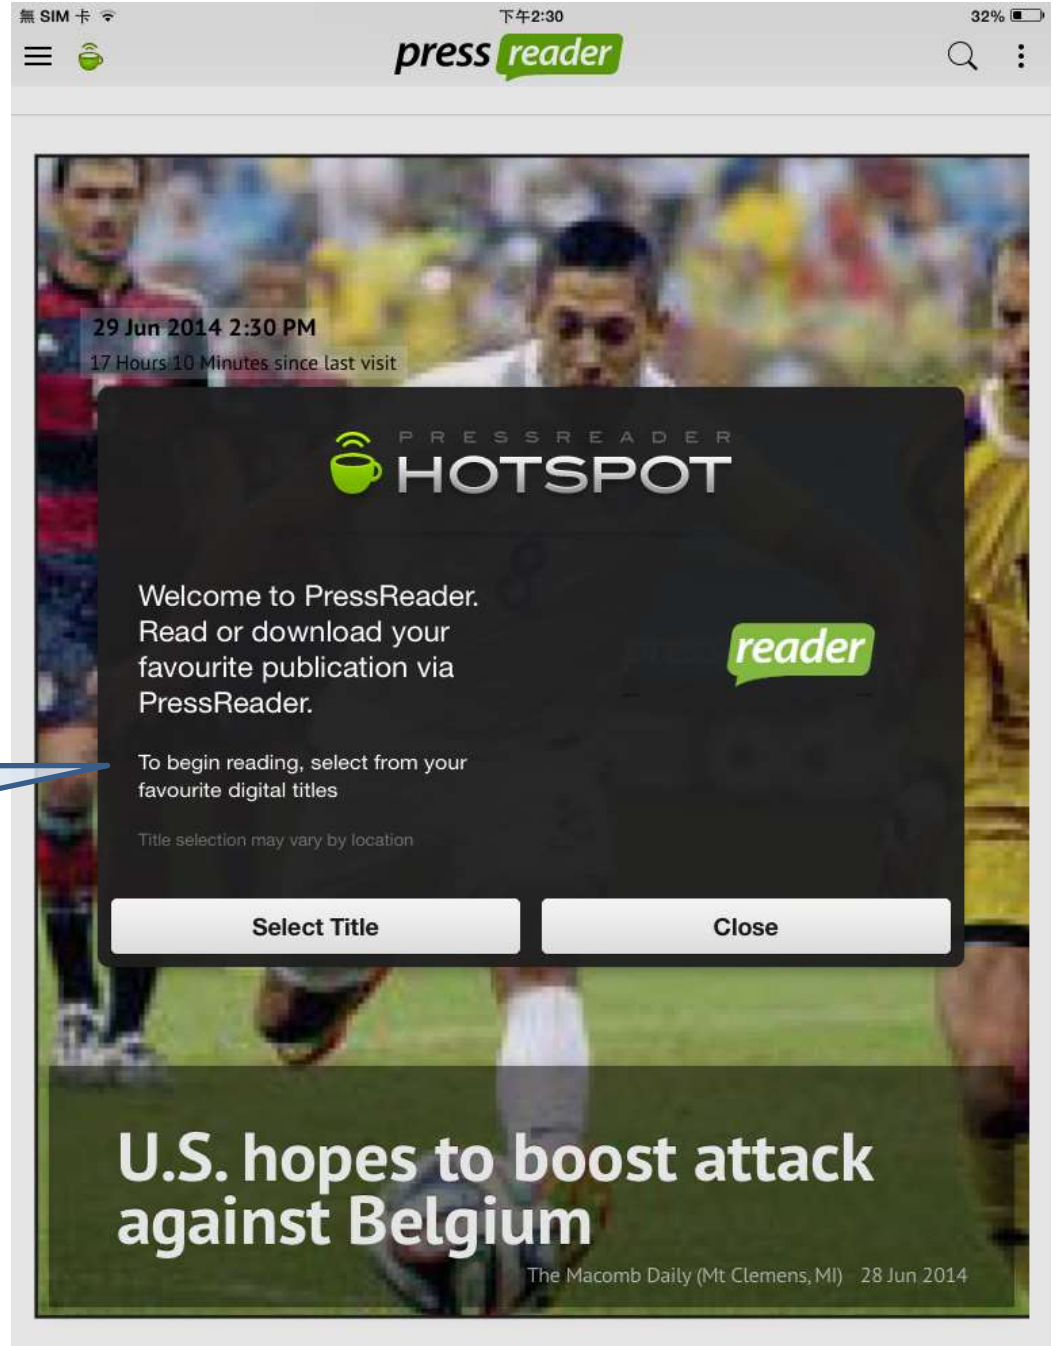 無 SIM 卡 下午2:30 32%
press reader
29 Jun 2014 2:30 PM
17 Hours 10 Minutes since last visit
PRESSREADER
HOTSPOT
Welcome to PressReader.
Read or download your
favourite publication via
PressReader.
reader
To begin reading, select from your
favourite digital titles
Title selection may vary by location
Select Title Close
U.S. hopes to boost attack
against Belgium
The Macomb Daily (Mt Clemens, MI) 28 Jun 2014